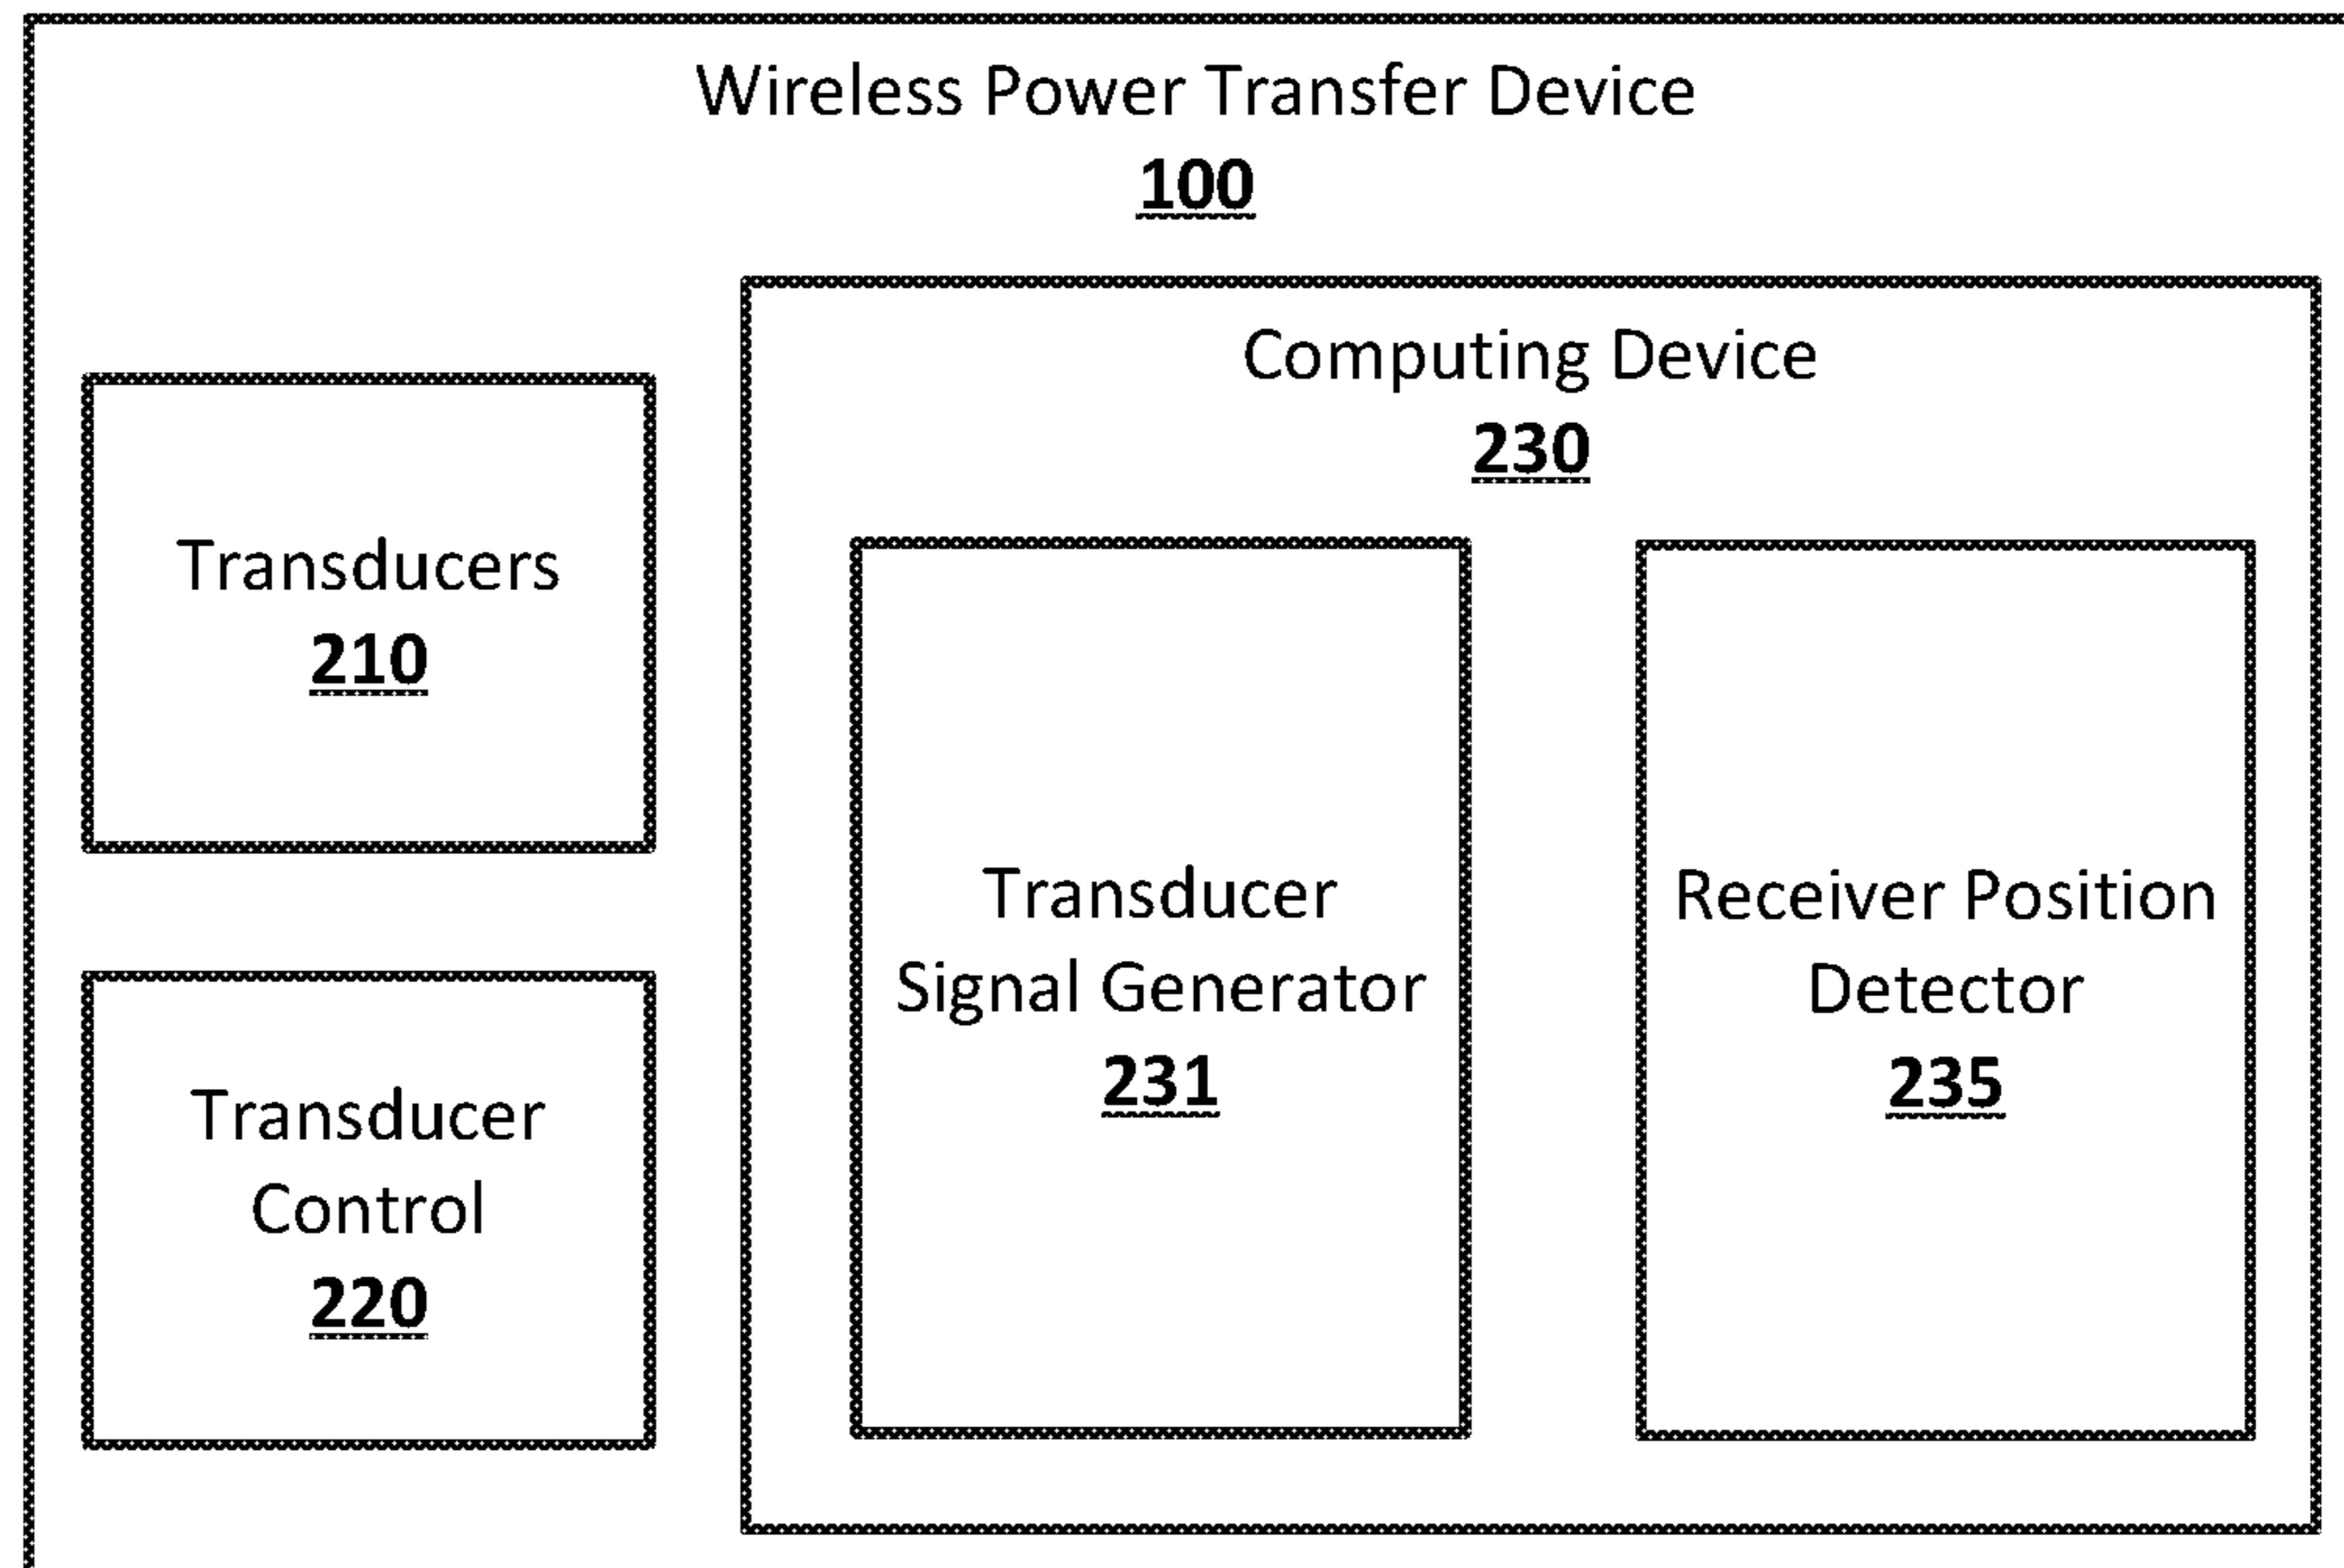 Wireless Power Transfer Device
100
Transducers
210
Transducer
Control
220
Computing Device
230
Transducer
Signal Generator
231
Receiver Position
Detector
235